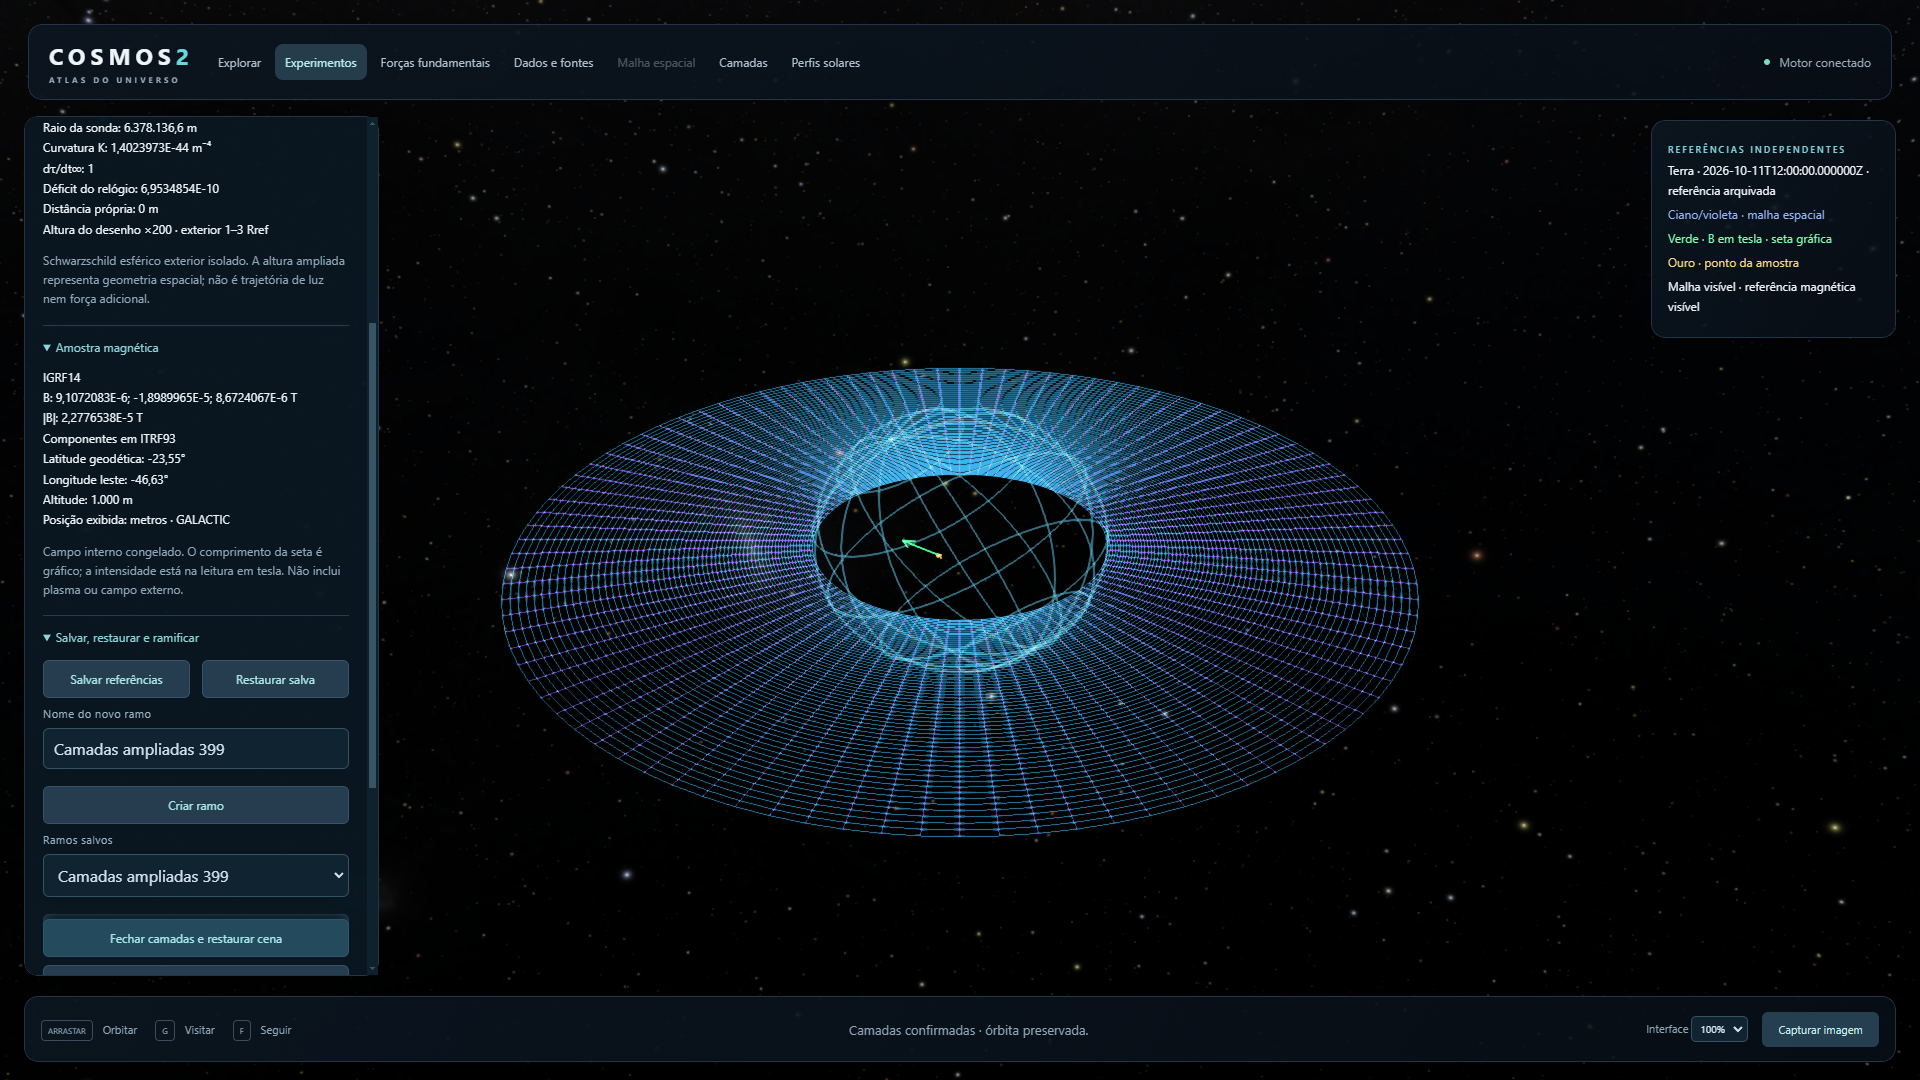 COSMOS2
ATLAS DO UNIVERSO
Explorar
Experimentos
Forças fundamentais
Dados e fontes
Malha espacial
Camadas
Perfis solares
Motor conectado
Raio da sonda: 6.378.136,6 m
Curvatura K: 1,4023973E-44 m⁻⁴
dτ/dt∞: 1
Déficit do relógio: 6,9534854E-10
Distância própria: 0 m
Altura do desenho ×200 · exterior 1–3 Rref
Schwarzschild esférico exterior isolado. A altura ampliada
representa geometria espacial; não é trajetória de luz
nem força adicional.
▼ Amostra magnética
IGRF14
B: 9,1072083E-6; -1,8989965E-5; 8,6724067E-6 T
|B|: 2,2776538E-5 T
Componentes em ITRF93
Latitude geodética: -23,55°
Longitude leste: -46,63°
Altitude: 1.000 m
Posição exibida: metros · GALACTIC
Campo interno congelado. O comprimento da seta é
gráfico; a intensidade está na leitura em tesla. Não inclui
plasma ou campo externo.
▼ Salvar, restaurar e ramificar
Salvar referências
Restaurar salva
Nome do novo ramo
Camadas ampliadas 399
Criar ramo
Ramos salvos
Camadas ampliadas 399
Fechar camadas e restaurar cena
REFERÊNCIAS INDEPENDENTES
Terra · 2026-10-11T12:00:00.000000Z ·
referência arquivada
Ciano/violeta · malha espacial
Verde · B em tesla · seta gráfica
Ouro · ponto da amostra
Malha visível · referência magnética
visível
ARRASTAR Orbitar G Visitar F Seguir
Camadas confirmadas · órbita preservada.
Interface 100%
Capturar imagem